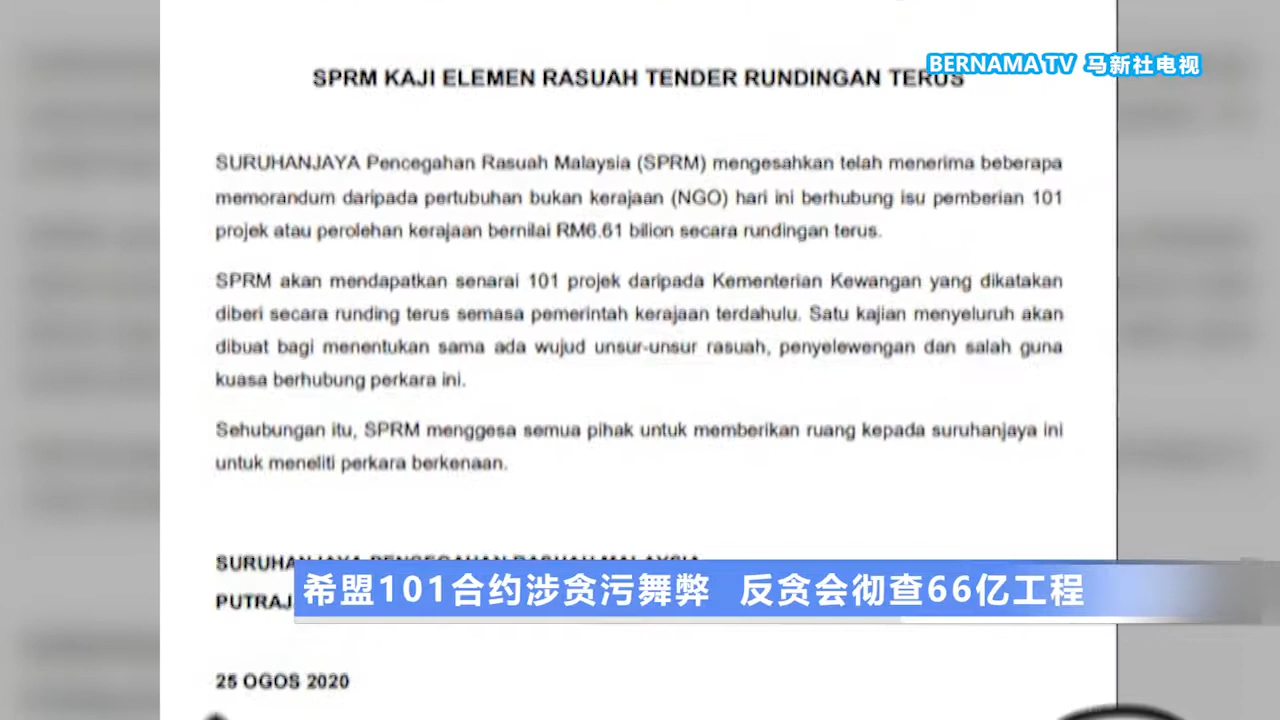 BERNAMA TV 马新社电视
SPRM KAJI ELEMEN RASUAH TENDER RUNDINGAN TERUS
SURUHANJAYA Pencegahan Rasuah Malaysia (SPRM) mengesahkan telah menerima beberapa
memorandum daripada pertubuhan bukan kerajaan (NGO) hari ini berhubung isu pemberian 101
projek atau perolehan kerajaan bernilai RM6.61 bilion secara rundingan terus.
SPRM akan mendapatkan senarai 101 projek daripada Kementerian Kewangan yang dikatakan
diberi secara runding terus semasa pemerintah kerajaan terdahulu. Satu kajian menyeluruh akan
dibuat bagi menentukan sama ada wujud unsur-unsur rasuah, penyelewengan dan salah guna
kuasa berhubung perkara ini.
Sehubungan itu, SPRM menggesa semua pihak untuk memberikan ruang kepada suruhanjaya ini
untuk meneliti perkara berkenaan.
SURUHANJAYA PENCEGAHAN RASUAH MALAYSIA
PUTRAJ
希盟101合约涉贪污舞弊 反贪会彻查66亿工程
25 OGOS 2020